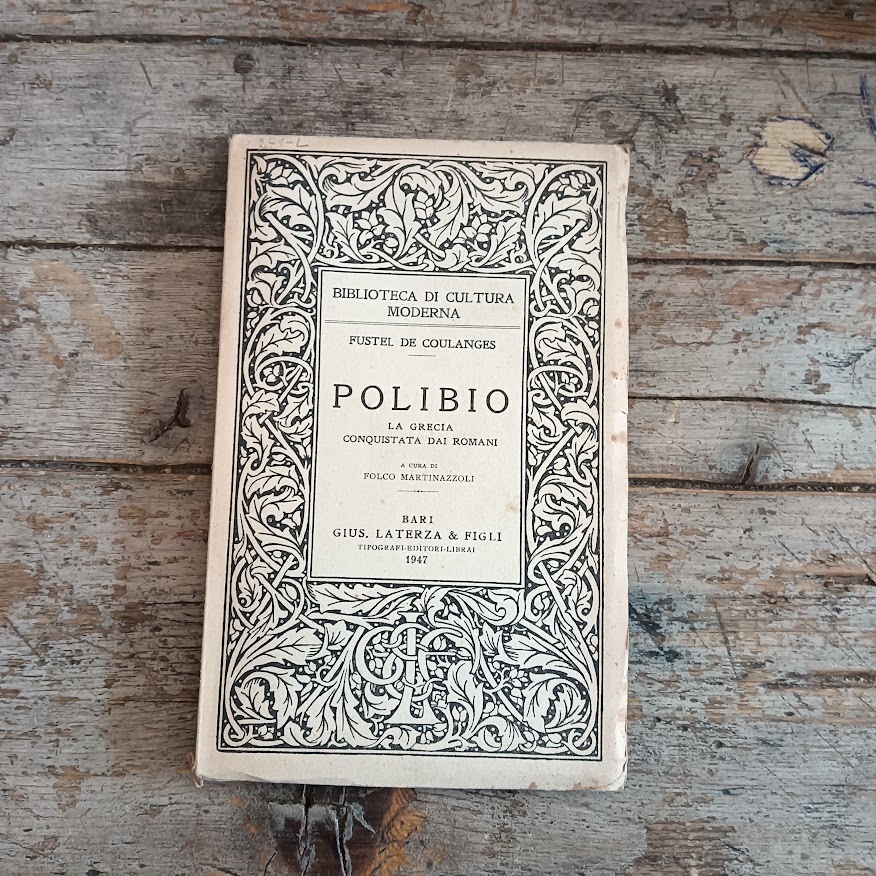 BIBLIOTECA DI CULTURA
MODERNA
FUSTEL DE COULANGES
POLIBIO
LA GRECIA
CONQUISTATA DAI ROMANI
A CURA DI
FOLCO MARTINAZZOLI
BARI
GIUS. LATERZA & FIGLI
TIPOGRAFI-EDITORI-LIBRAI
1947